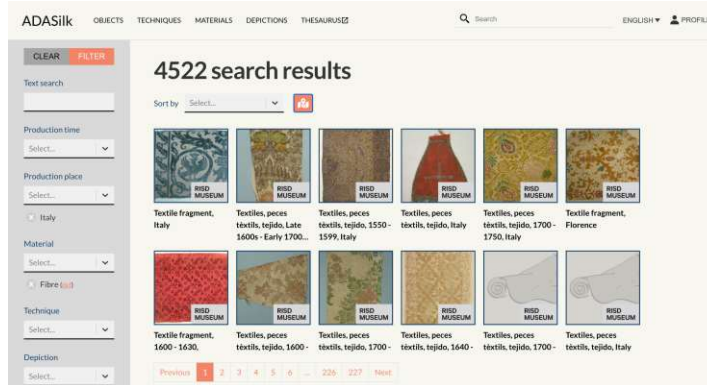 ADASilk OBJECTS TECHNIQUES MATERIALS DEPICTIONS THESAURUS Search ENGLISH PROFIL
CLEAR FILTER
Text search
Production time
Select...
Production place
Select...
Italy
Material
Select...
Fibre
Technique
Select...
Depiction
Select...
4522 search results
Sort by Select...
RISD MUSEUM
RISD MUSEUM
RISD MUSEUM
RISD MUSEUM
RISD MUSEUM
RISD MUSEUM
Textile fragment,
Italy
Textiles, peces
tèxtils, tejido, Late
1600s - Early 1700...
Textiles, peces
tèxtils, tejido, 1550 -
1599, Italy
Textiles, peces
tèxtils, tejido, Italy
Textiles, peces
tèxtils, tejido, 1700 -
1750, Italy
Textile fragment,
Florence
RISD MUSEUM
RISD MUSEUM
RISD MUSEUM
RISD MUSEUM
RISD MUSEUM
RISD MUSEUM
Textile fragment,
1600 - 1630,
Textiles, peces
tèxtils, tejido, 1600 -
Textiles, peces
tèxtils, tejido, 1700 -
Textiles, peces
tèxtils, tejido, 1640 -
Textiles, peces
tèxtils, tejido, 1700 -
Textiles, peces
tèxtils, tejido, Italy
Previous 1 2 3 4 5 6 ... 226 227 Next